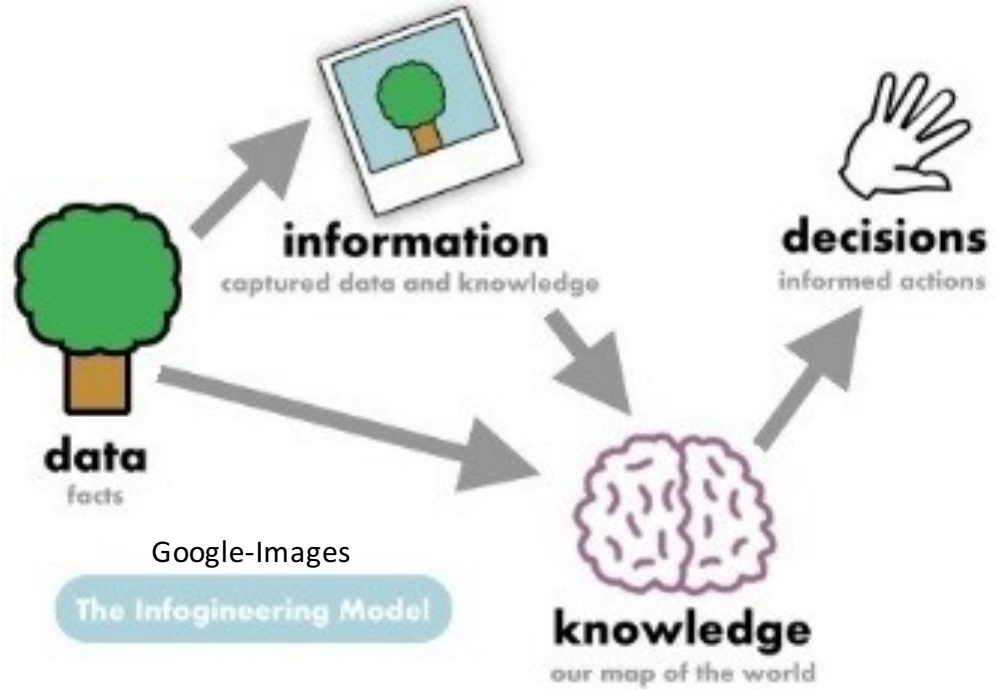 information
captured data and knowledge
decisions
informed actions
data
facts
Google-Images
The Infogineering Model
knowledge
our map of the world